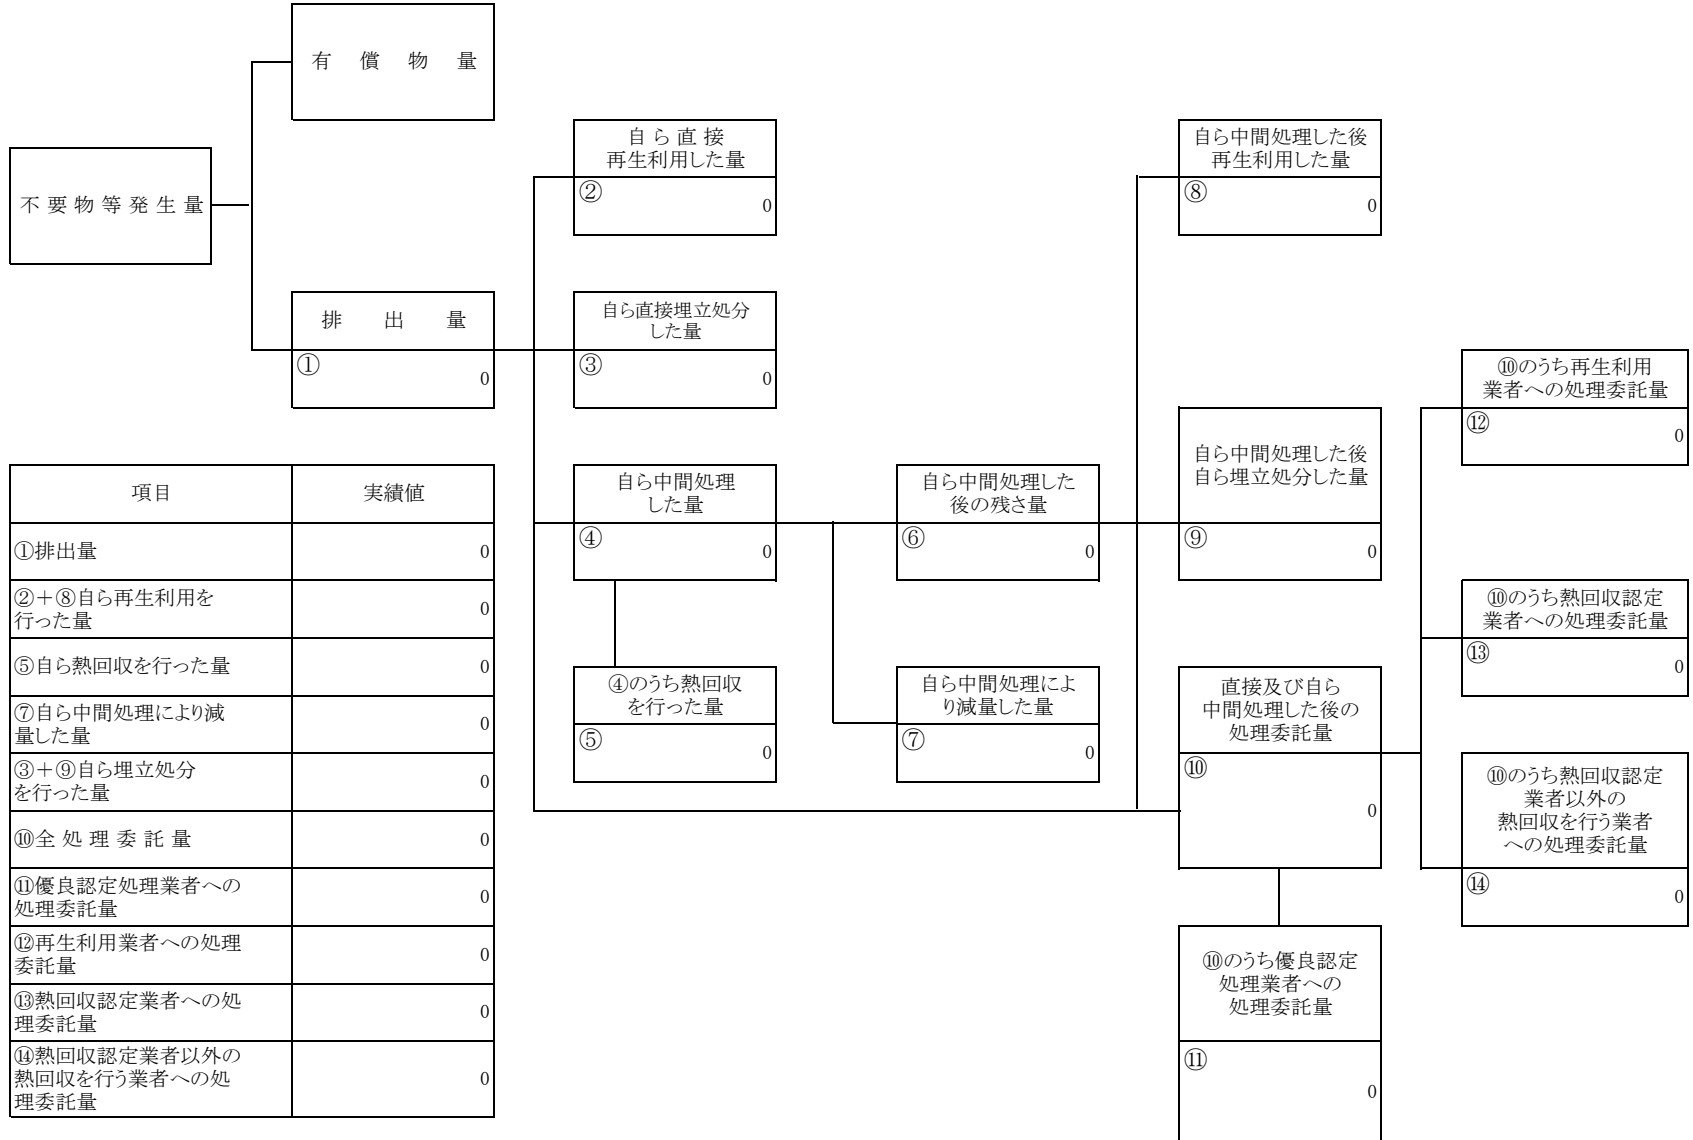 有償物量
自ら直接
再生利用した量
②
0
自ら中間処理した後
再生利用した量
⑧
0
不要物等発生量
排出量
①
0
自ら直接埋立処分
した量
③
0
⑩のうち再生利用
業者への処理委託量
⑫
0
自ら中間処理した後
自ら埋立処分した量
⑨
0
自ら中間処理
した量
④
0
自ら中間処理した
後の残さ量
⑥
0
⑩のうち熱回収認定
業者への処理委託量
⑬
0
④のうち熱回収
を行った量
⑤
0
自ら中間処理によ
り減量した量
⑦
0
直接及び自ら
中間処理した後の
処理委託量
⑩
0
⑩のうち熱回収認定
業者以外の
熱回収を行う業者
への処理委託量
⑭
0
⑩のうち優良認定
処理業者への
処理委託量
⑪
0
項目 実績値
①排出量 0
②＋⑧自ら再生利用を
行った量 0
⑤自ら熱回収を行った量 0
⑦自ら中間処理により減
量した量 0
③＋⑨自ら埋立処分
を行った量 0
⑩全処理委託量 0
⑪優良認定処理業者への
処理委託量 0
⑫再生利用業者への処理
委託量 0
⑬熱回収認定業者への処
理委託量 0
⑭熱回収認定業者以外の
熱回収を行う業者への処
理委託量 0